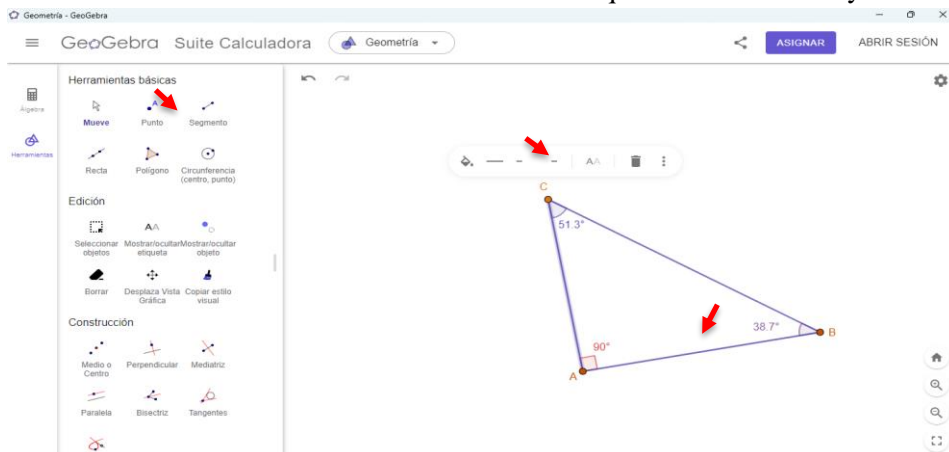 Geometría - GeoGebra
GeoGebra Suite Calculadora Geometría ASIGNAR ABRIR SESIÓN
Álgebra
Herramientas
Herramientas básicas
Mueve Punto Segmento
Recta Polígono Circunferencia (centro, punto)
Edición
Seleccionar objetos Mostrar/ocultar etiqueta Mostrar/ocultar objeto
Borrar Desplaza Vista Gráfica Copiar estilo visual
Construcción
Medio o Centro Perpendicular Mediatriz
Paralela Bisectriz Tangentes
AA
C
51.3°
38.7°
B
90°
A